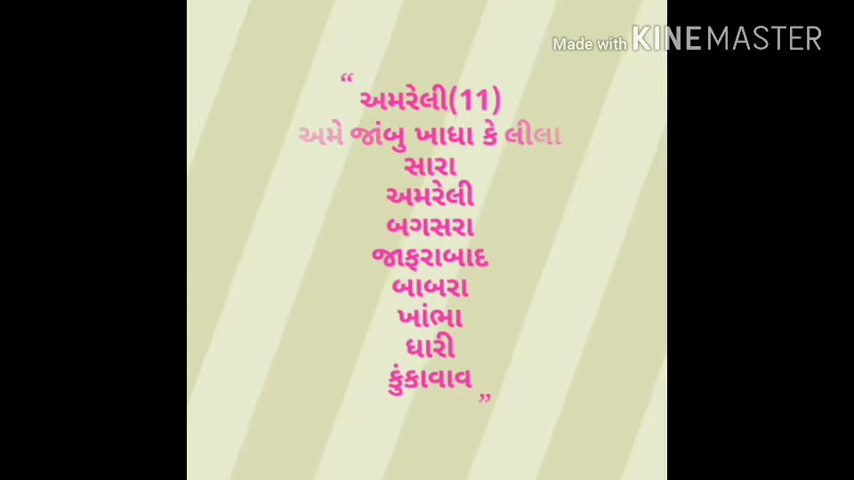 Made with KINEMASTER
“ અમરેલી(11)
અમે જાંબુ ખાધા કે લીલા
સારા
અમરેલી
બગસરા
જાફરાબાદ
બાબરા
ખાંભા
ધારી
કુંકાવાવ ”